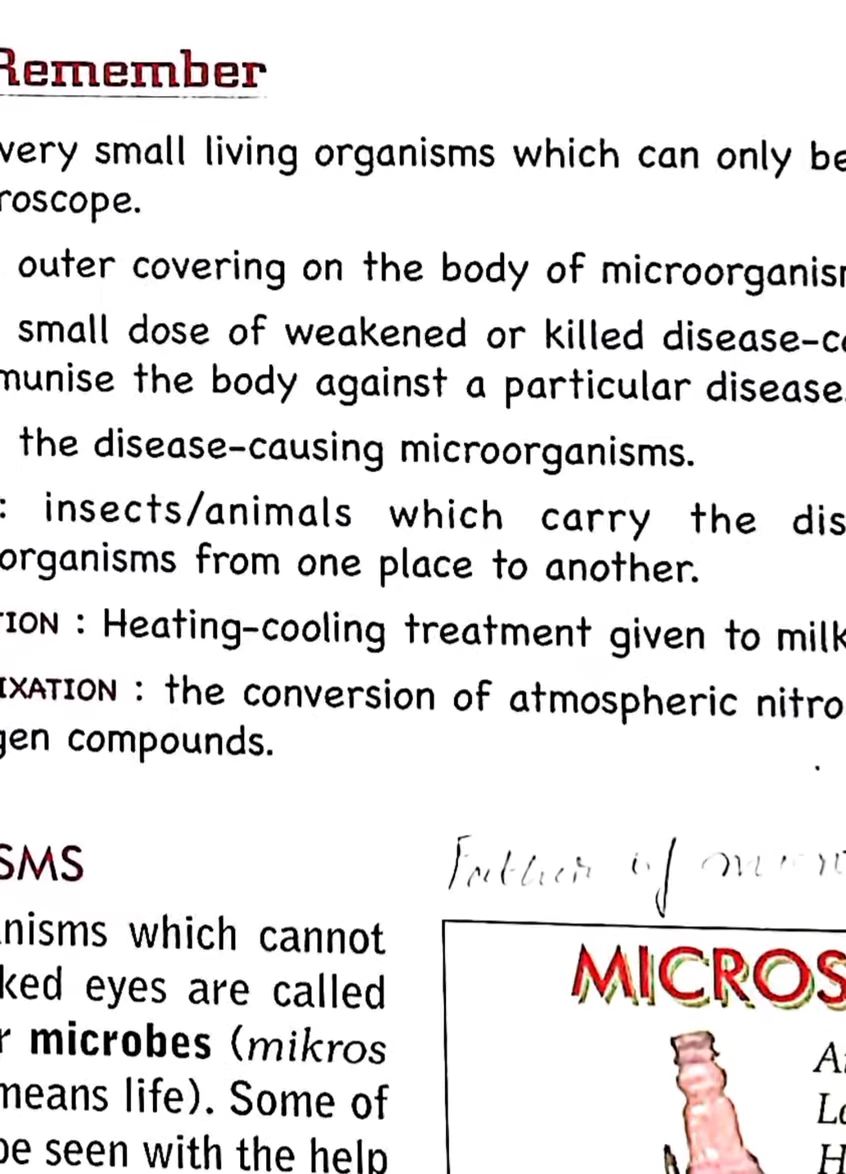 Remember
very small living organisms which can only be
roscope.
outer covering on the body of microorganism
small dose of weakened or killed disease-c
munise the body against a particular disease.
the disease-causing microorganisms.
: insects/animals which carry the dis
organisms from one place to another.
TION : Heating-cooling treatment given to milk
IXATION : the conversion of atmospheric nitro
gen compounds.
SMS
Father of
nisms which cannot
ked eyes are called
r microbes (mikros
means life). Some of
be seen with the help
MICROS
A
Lo
H